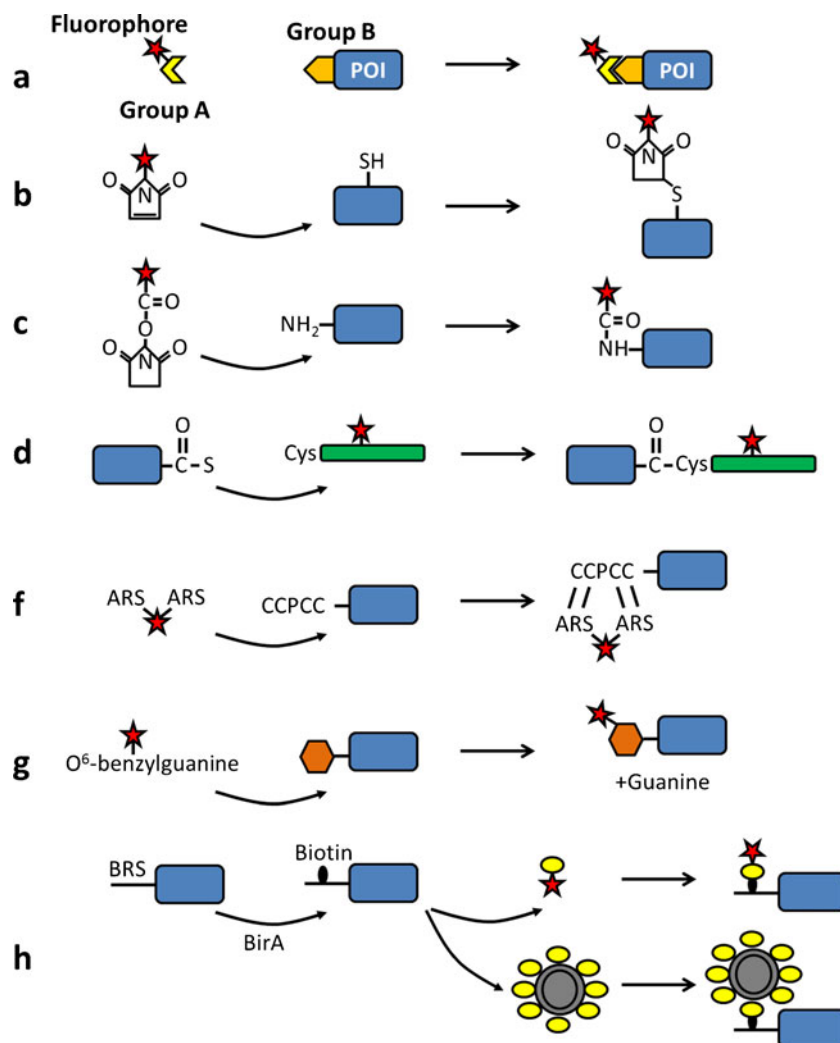 Fluorophore
Group B
a
POI
POI
Group A
b
O
N
O
SH
O
N
O
S
c
C=O
O
O
N
O
NH₂
C=O
NH
d
O
C–S
Cys
O
C–Cys
f
ARS ARS
CCPCC
CCPCC
ARS ARS
g
O⁶-benzylguanine
+Guanine
h
BRS
Biotin
BirA